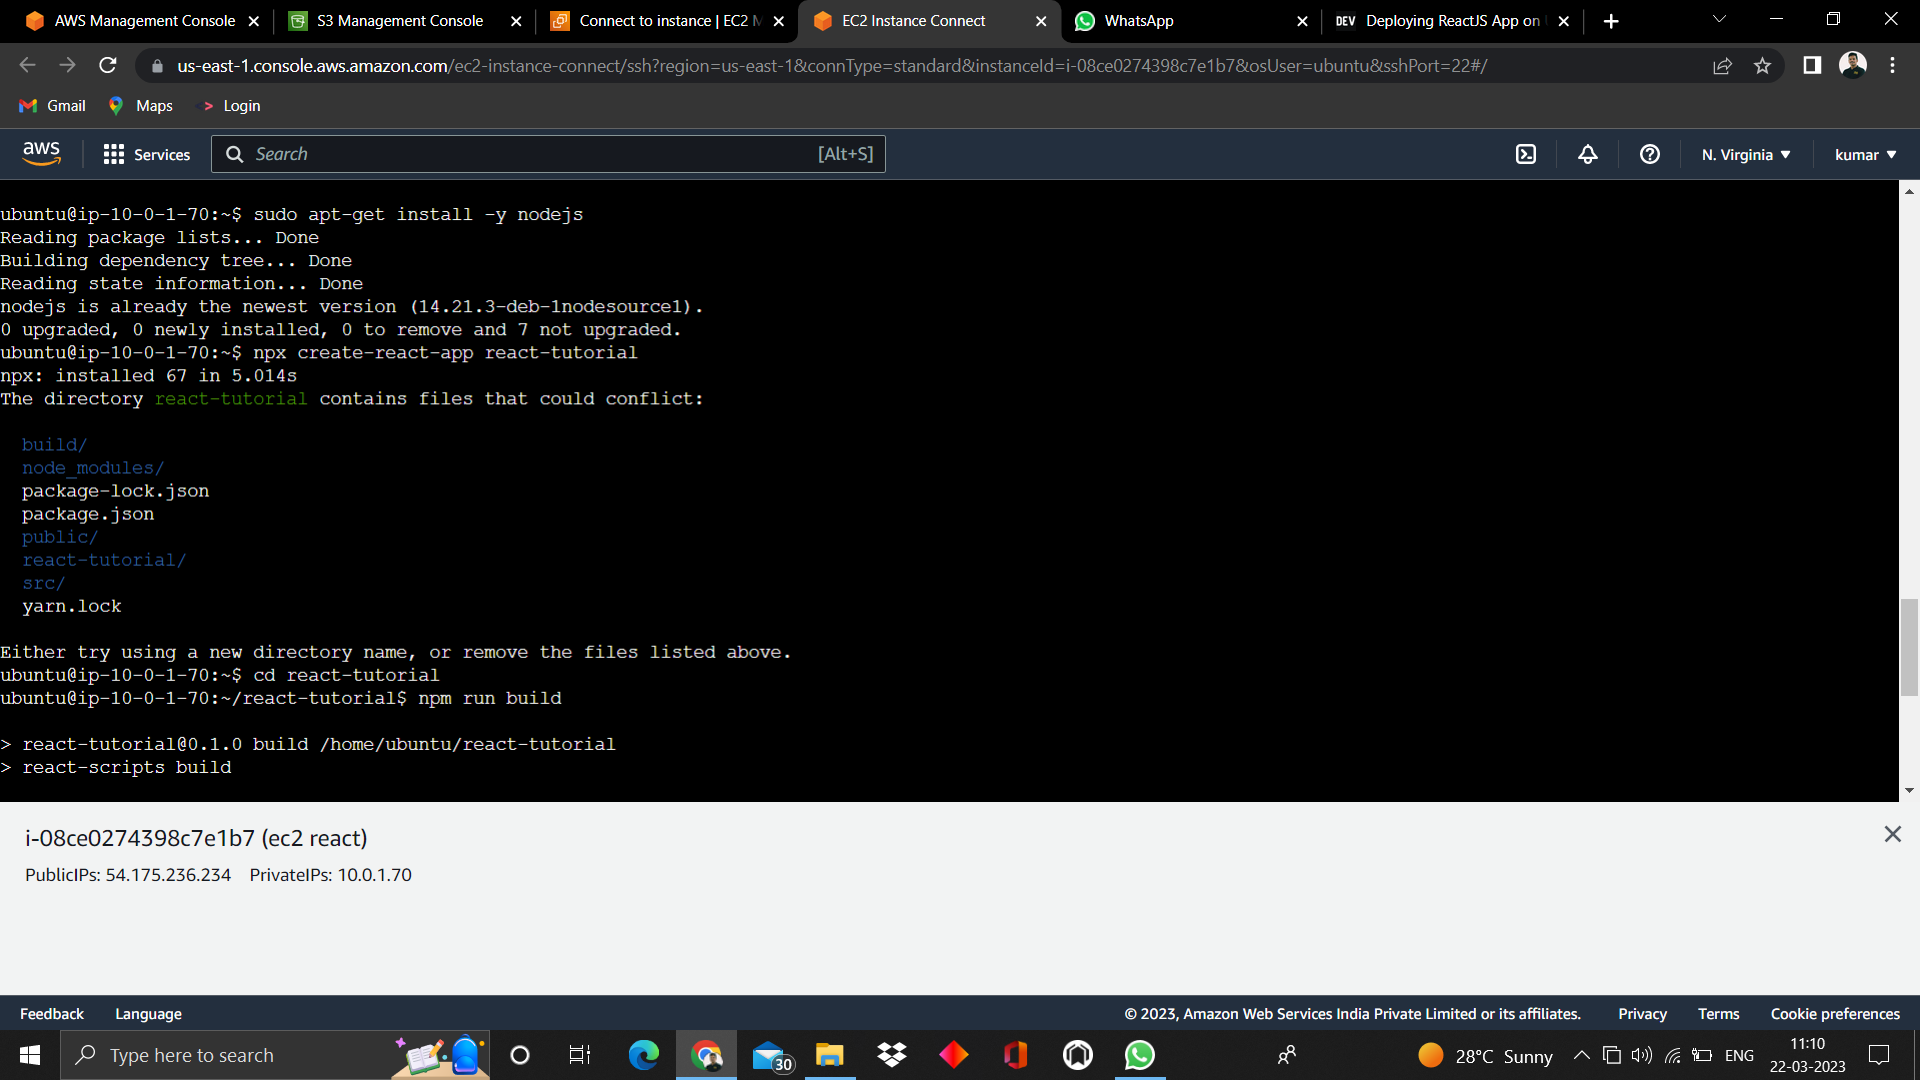 AWS Management Console
S3 Management Console
Connect to instance | EC2 M
EC2 Instance Connect
WhatsApp
DEV Deploying ReactJS App on
us-east-1.console.aws.amazon.com/ec2-instance-connect/ssh?region=us-east-1&connType=standard&instanceId=i-08ce0274398c7e1b7&osUser=ubuntu&sshPort=22#/
Gmail Maps > Login
aws Services Search [Alt+S] N. Virginia kumar
ubuntu@ip-10-0-1-70:~$ sudo apt-get install -y nodejs
Reading package lists... Done
Building dependency tree... Done
Reading state information... Done
nodejs is already the newest version (14.21.3-deb-1nodesource1).
0 upgraded, 0 newly installed, 0 to remove and 7 not upgraded.
ubuntu@ip-10-0-1-70:~$ npx create-react-app react-tutorial
npx: installed 67 in 5.014s
The directory react-tutorial contains files that could conflict:
build/
node_modules/
package-lock.json
package.json
public/
react-tutorial/
src/
yarn.lock
Either try using a new directory name, or remove the files listed above.
ubuntu@ip-10-0-1-70:~$ cd react-tutorial
ubuntu@ip-10-0-1-70:~/react-tutorial$ npm run build
> react-tutorial@0.1.0 build /home/ubuntu/react-tutorial
> react-scripts build
i-08ce0274398c7e1b7 (ec2 react)
PublicIPs: 54.175.236.234 PrivateIPs: 10.0.1.70
Feedback Language © 2023, Amazon Web Services India Private Limited or its affiliates. Privacy Terms Cookie preferences
Type here to search
30
28°C Sunny
ENG
11:10
22-03-2023